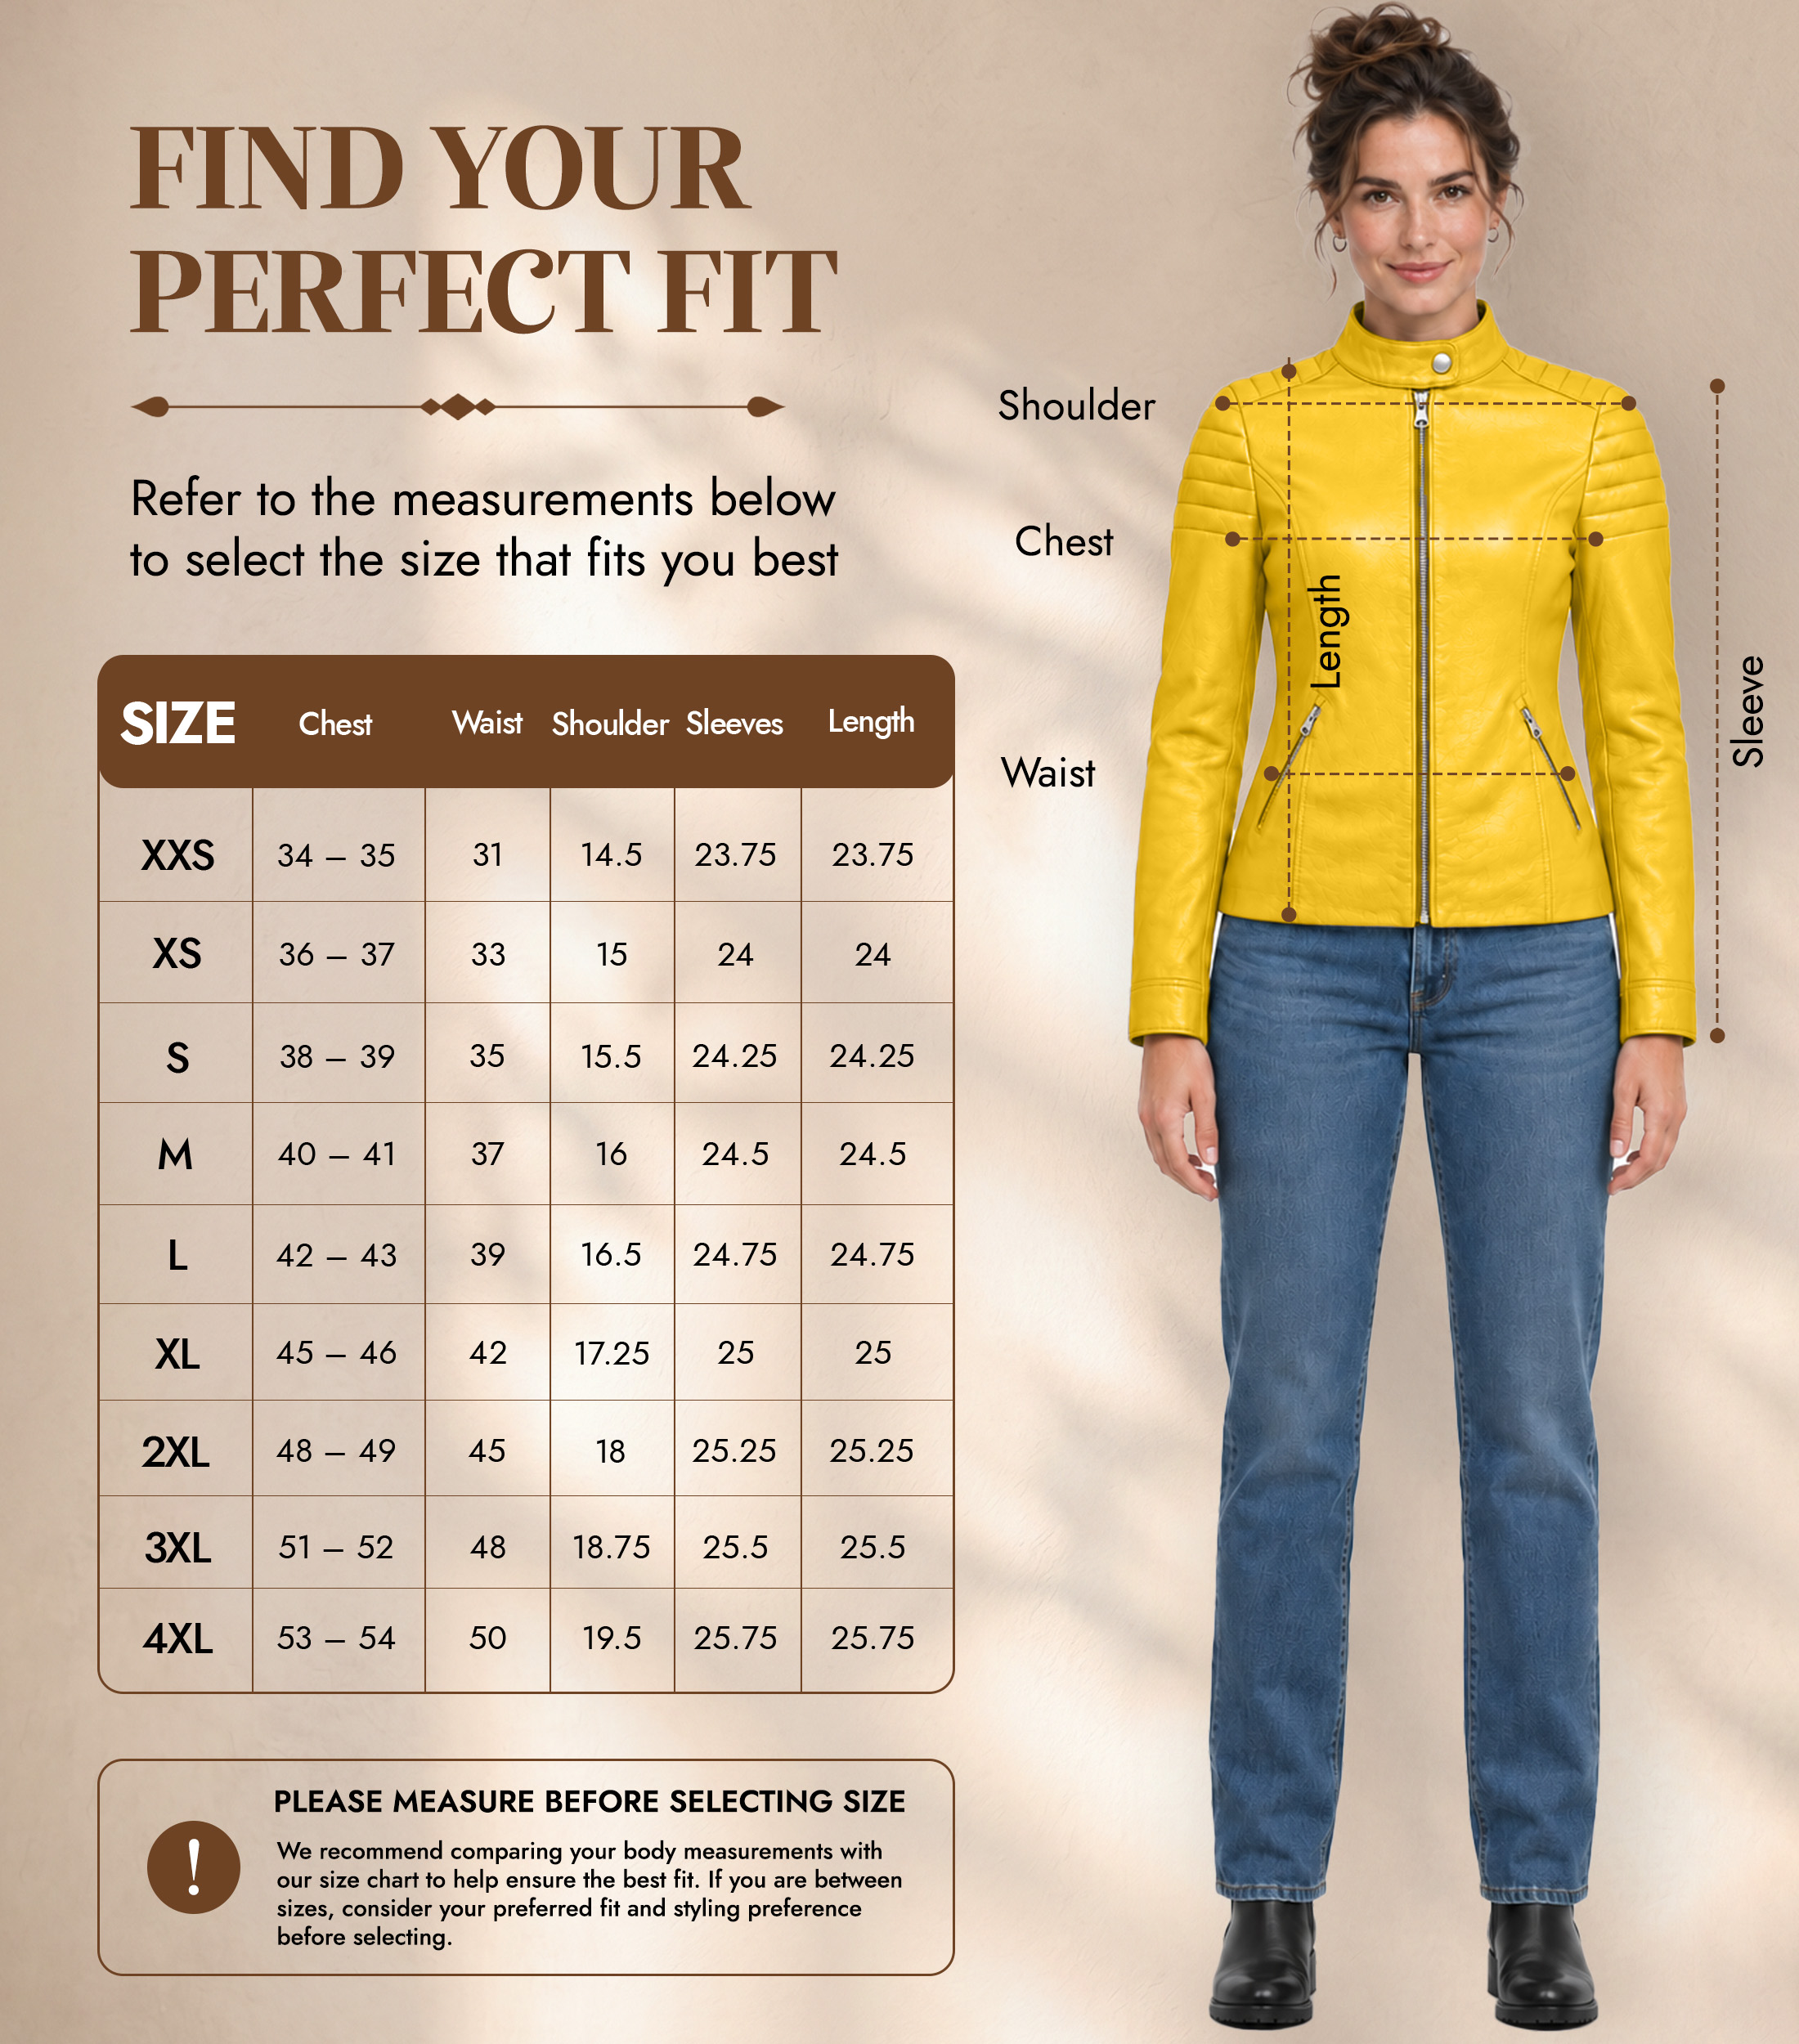 FIND YOUR
PERFECT FIT
Refer to the measurements below
to select the size that fits you best
SIZE Chest Waist Shoulder Sleeves Length
XXS 34 – 35 31 14.5 23.75 23.75
XS 36 – 37 33 15 24 24
S 38 – 39 35 15.5 24.25 24.25
M 40 – 41 37 16 24.5 24.5
L 42 – 43 39 16.5 24.75 24.75
XL 45 – 46 42 17.25 25 25
2XL 48 – 49 45 18 25.25 25.25
3XL 51 – 52 48 18.75 25.5 25.5
4XL 53 – 54 50 19.5 25.75 25.75
PLEASE MEASURE BEFORE SELECTING SIZE
!
We recommend comparing your body measurements with
our size chart to help ensure the best fit. If you are between
sizes, consider your preferred fit and styling preference
before selecting.
Shoulder
Chest
Length
Waist
Sleeve